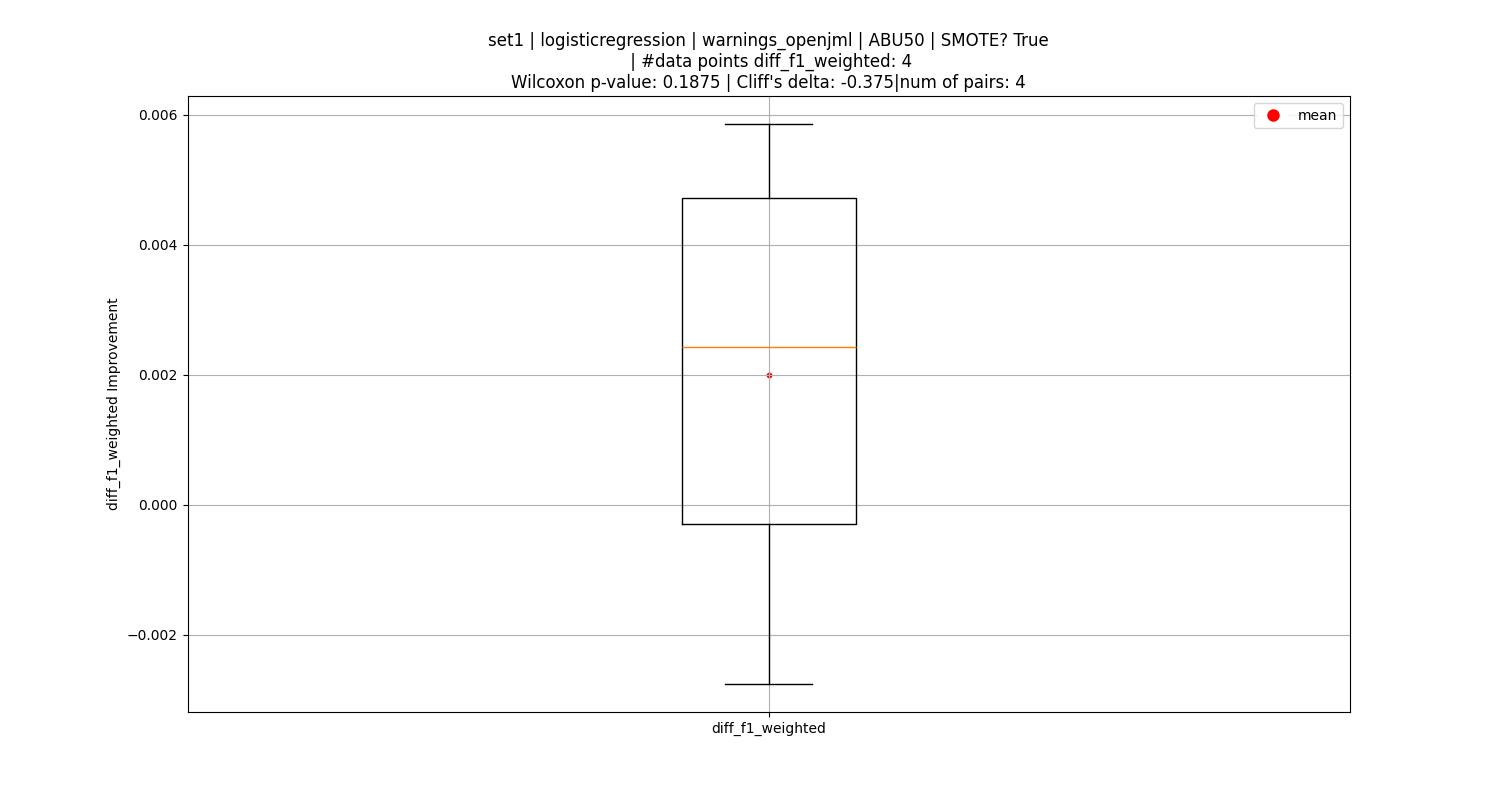 set1 | logisticregression | warnings_openjml | ABU50 | SMOTE? True
| #data points diff_f1_weighted: 4
Wilcoxon p-value: 0.1875 | Cliff's delta: -0.375|num of pairs: 4
mean
0.006
0.004
0.002
0.000
−0.002
diff_f1_weighted Improvement
diff_f1_weighted